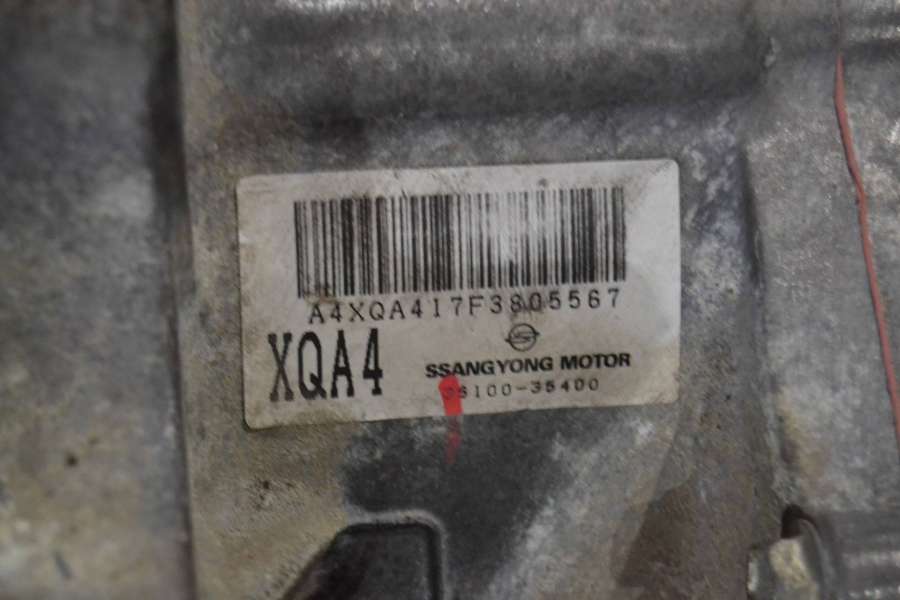 A4XQA417F3805567
XQA4
SSANGYONG MOTOR
36100-35400